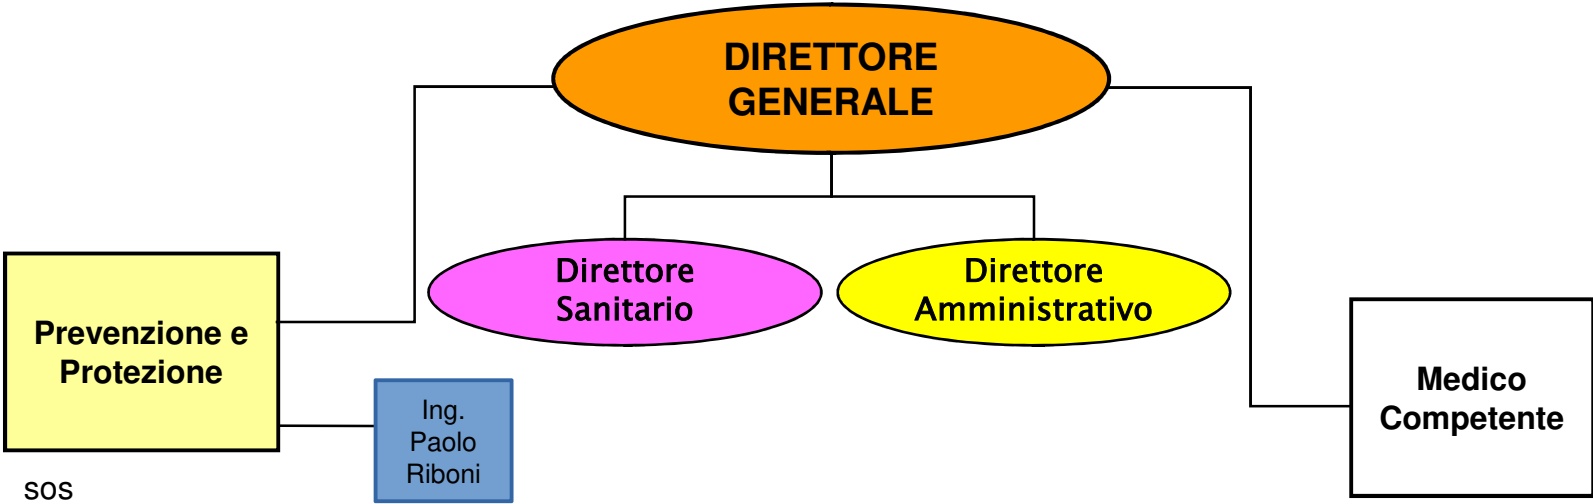 DIRETTORE
GENERALE
Direttore
Sanitario
Direttore
Amministrativo
Prevenzione e
Protezione
Medico
Competente
Ing.
Paolo
Riboni
sos